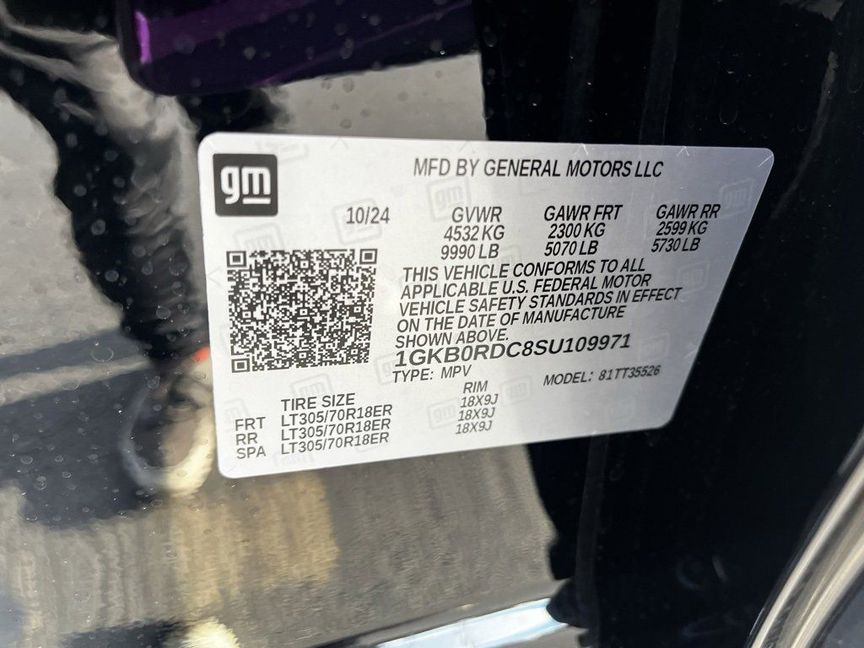 gm
MFD BY GENERAL MOTORS LLC
10/24 GVWR GAWR FRT GAWR RR
4532 KG 2300 KG 2599 KG
9990 LB 5070 LB 5730 LB
THIS VEHICLE CONFORMS TO ALL
APPLICABLE U.S. FEDERAL MOTOR
VEHICLE SAFETY STANDARDS IN EFFECT
ON THE DATE OF MANUFACTURE
SHOWN ABOVE.
1GKB0RDC8SU109971
TYPE: MPV MODEL: 81TT35526
TIRE SIZE RIM
FRT LT305/70R18ER 18X9J
RR LT305/70R18ER 18X9J
SPA LT305/70R18ER 18X9J